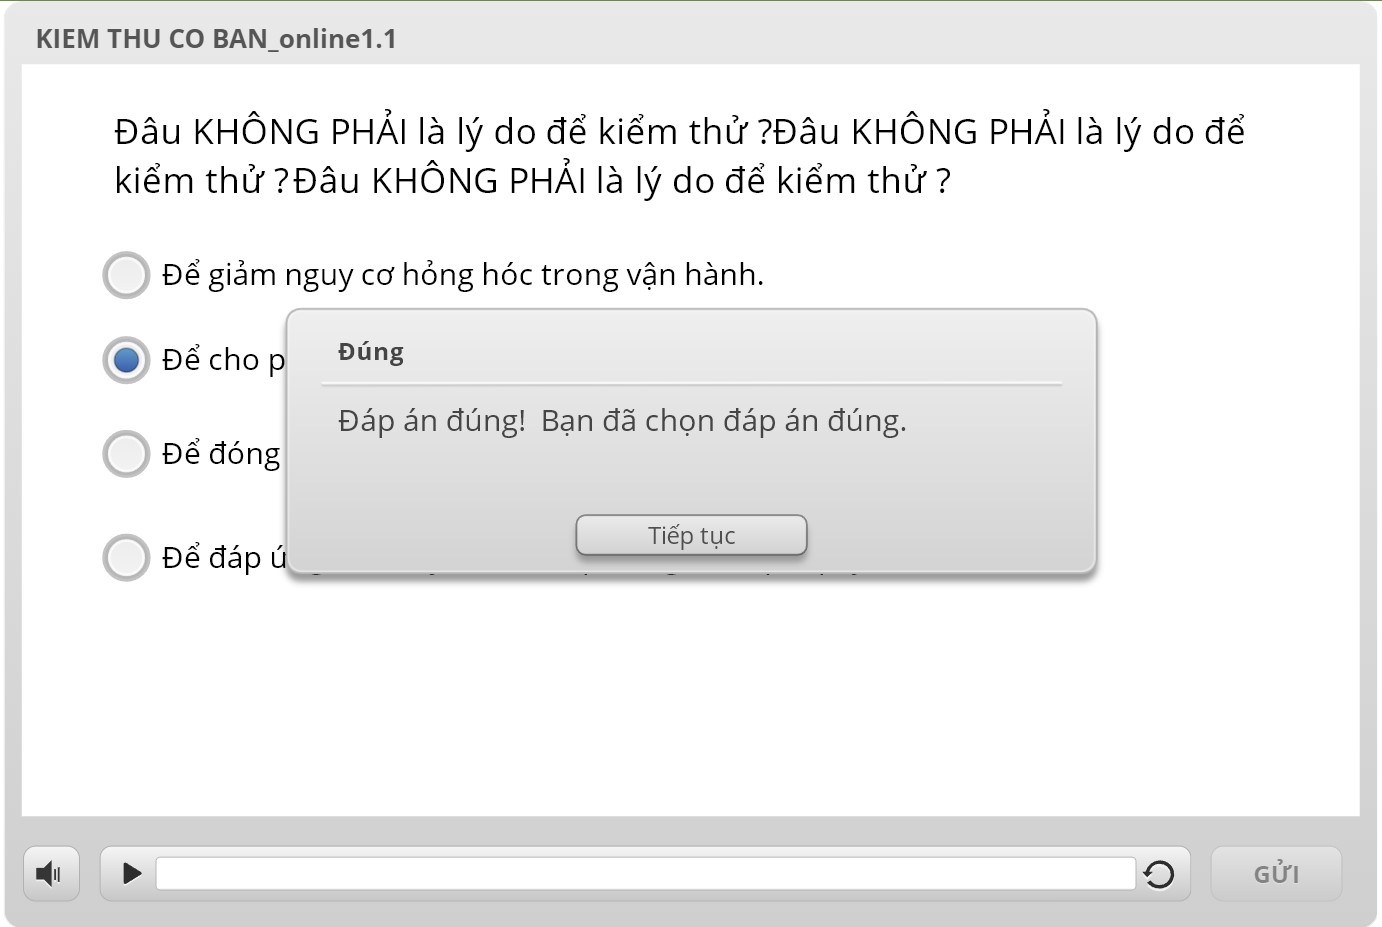 KIEM THU CO BAN_online1.1
Đâu KHÔNG PHẢI là lý do để kiểm thử ?Đâu KHÔNG PHẢI là lý do để
kiểm thử ?Đâu KHÔNG PHẢI là lý do để kiểm thử ?
Để giảm nguy cơ hỏng hóc trong vận hành.
Để cho p
Để đóng
Để đáp ứ
Đúng
Đáp án đúng! Bạn đã chọn đáp án đúng.
Tiếp tục
GỬI